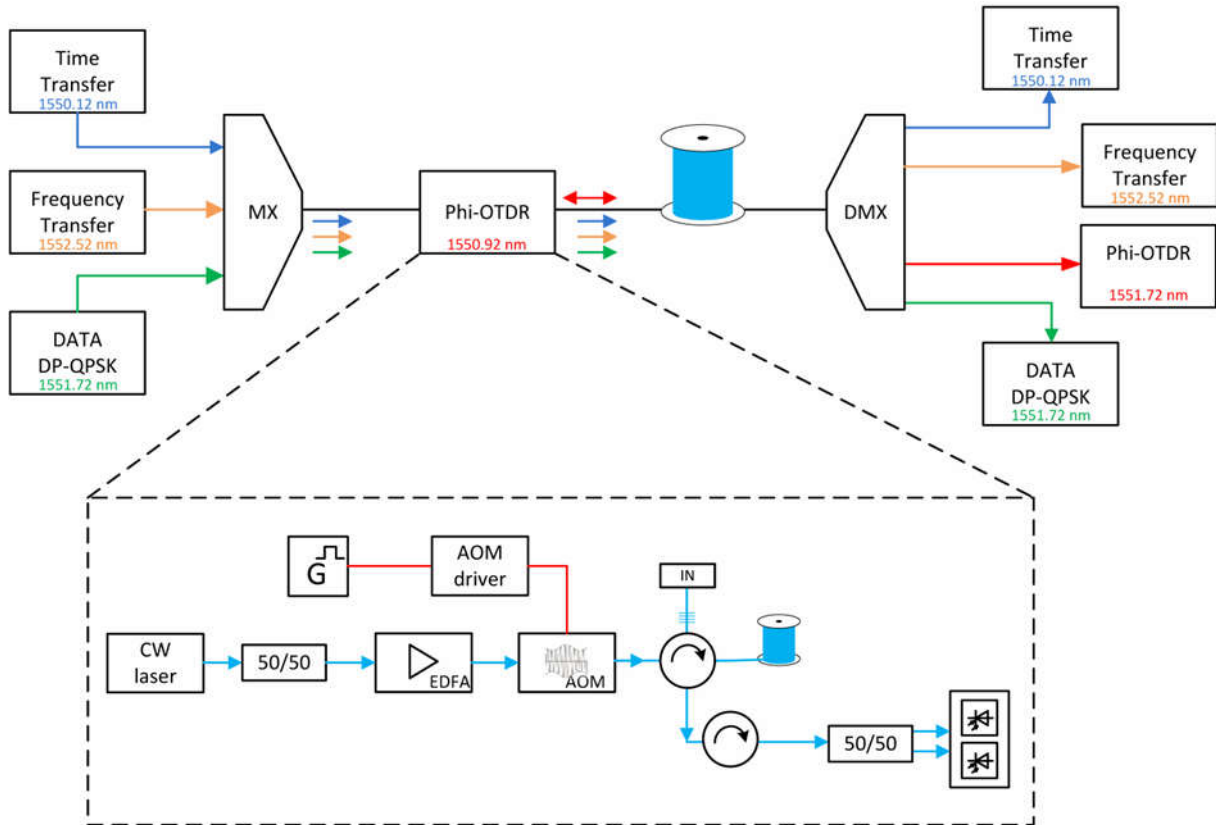 Time
Transfer
1550.12 nm
Frequency
Transfer
1552.52 nm
DATA
DP-QPSK
1551.72 nm
MX
Phi-OTDR
1550.92 nm
DMX
Time
Transfer
1550.12 nm
Frequency
Transfer
1552.52 nm
Phi-OTDR
1551.72 nm
DATA
DP-QPSK
1551.72 nm
G
AOM
driver
IN
CW
laser
50/50
EDFA
AOM
50/50